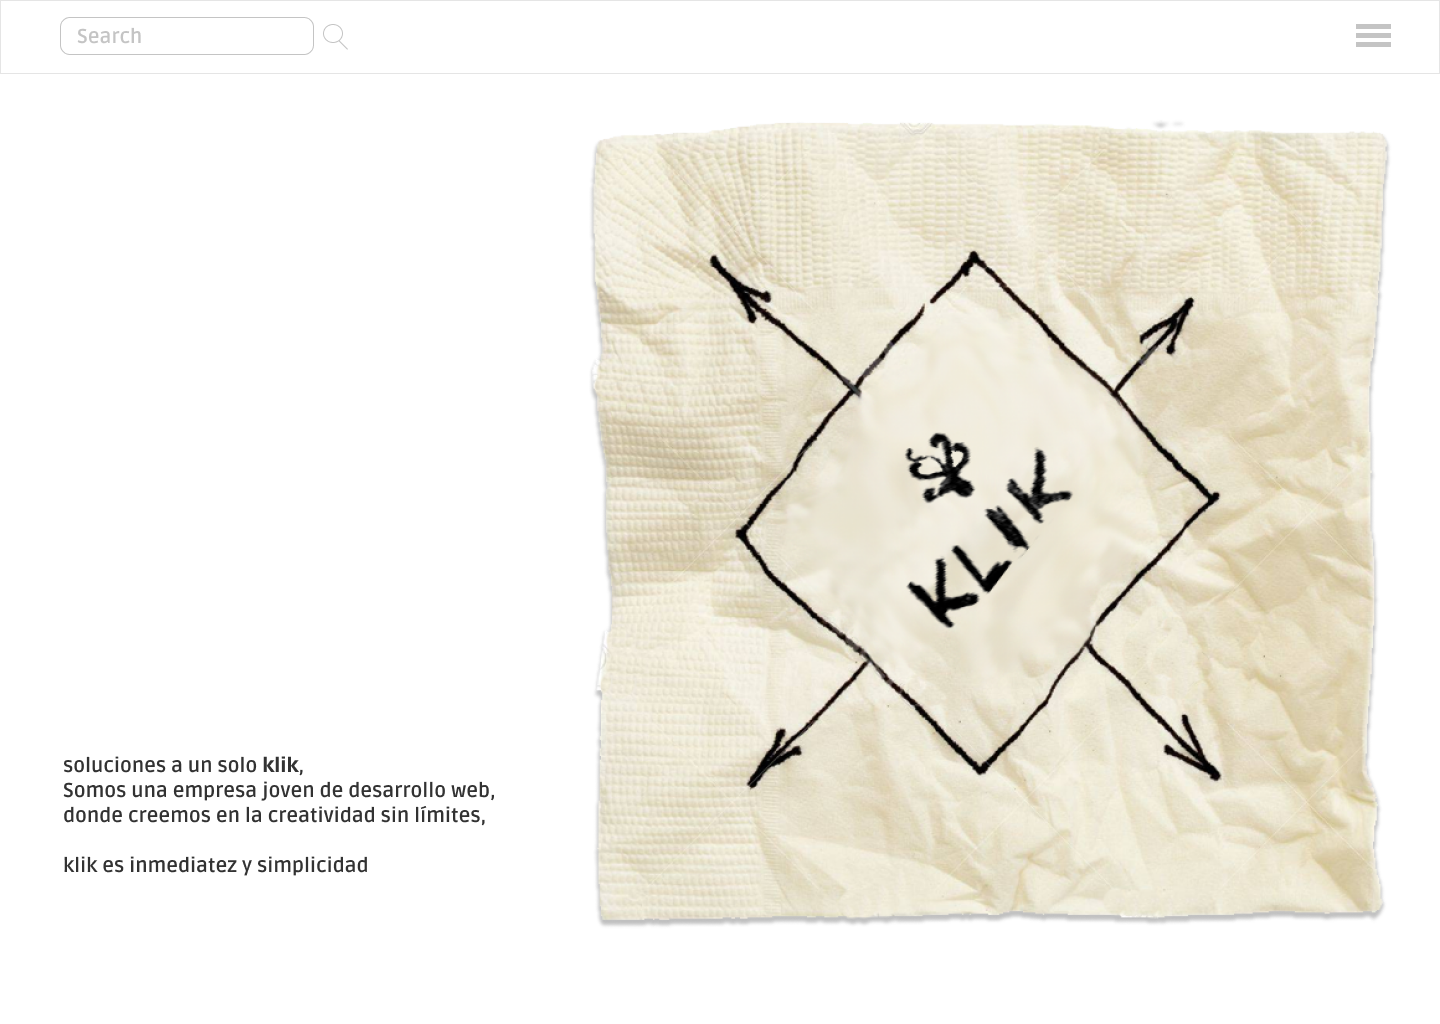 Search
KLIK
soluciones a un solo klik,
Somos una empresa joven de desarrollo web,
donde creemos en la creatividad sin límites,
klik es inmediatez y simplicidad